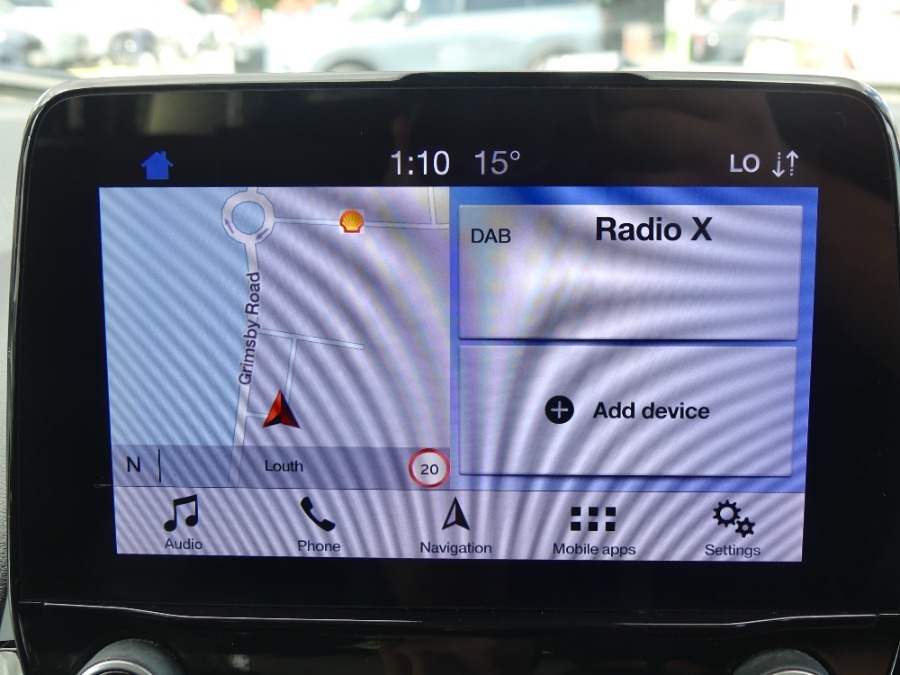 1:10 15° LO
Grimsby Road
N Louth 20
DAB Radio X
Add device
Audio Phone Navigation Mobile apps Settings